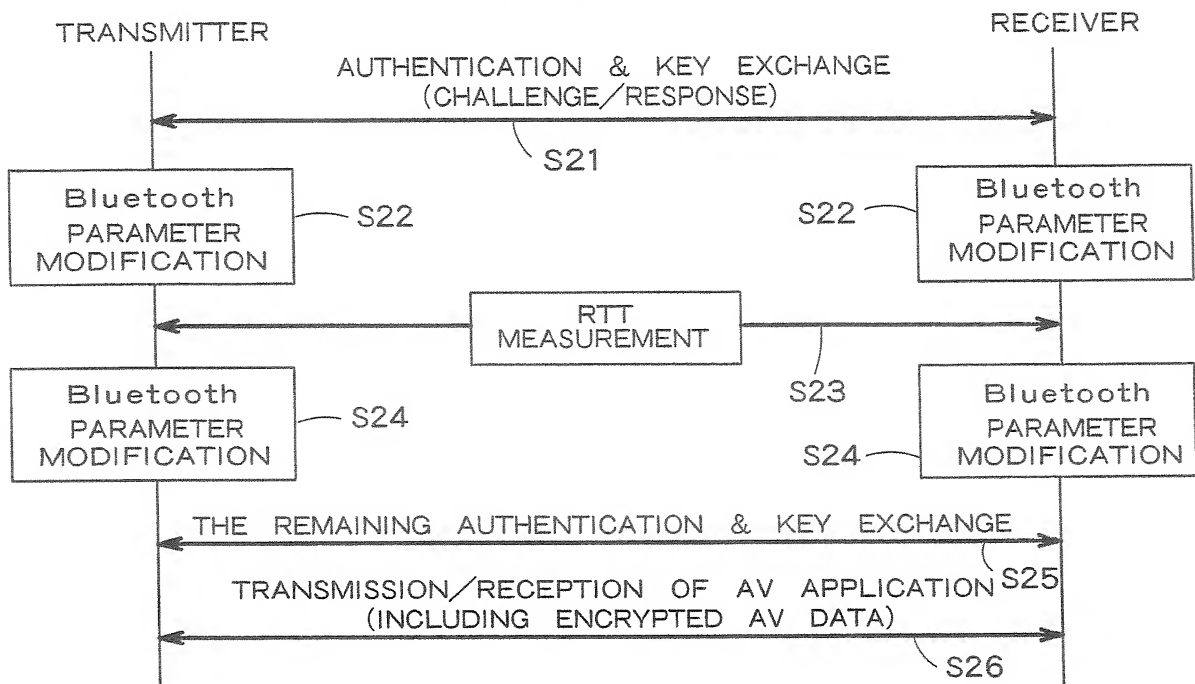 TRANSMITTER
RECEIVER
AUTHENTICATION & KEY EXCHANGE
(CHALLENGE/RESPONSE)
S21
Bluetooth
PARAMETER
MODIFICATION
S22
S22
Bluetooth
PARAMETER
MODIFICATION
RTT
MEASUREMENT
S23
Bluetooth
PARAMETER
MODIFICATION
S24
S24
Bluetooth
PARAMETER
MODIFICATION
THE REMAINING AUTHENTICATION & KEY EXCHANGE
S25
TRANSMISSION/RECEPTION OF AV APPLICATION
(INCLUDING ENCRYPTED AV DATA)
S26